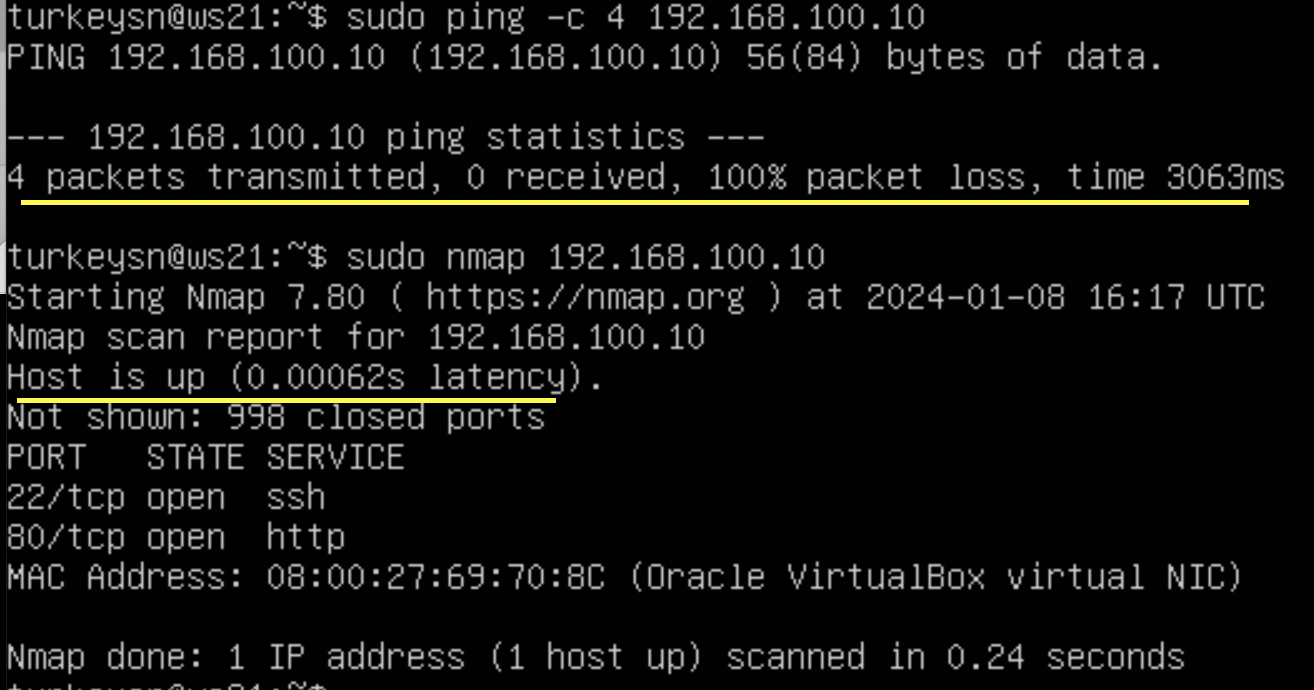 turkeysn@ws21:~$ sudo ping -c 4 192.168.100.10
PING 192.168.100.10 (192.168.100.10) 56(84) bytes of data.
--- 192.168.100.10 ping statistics ---
4 packets transmitted, 0 received, 100% packet loss, time 3063ms
turkeysn@ws21:~$ sudo nmap 192.168.100.10
Starting Nmap 7.80 ( https://nmap.org ) at 2024-01-08 16:17 UTC
Nmap scan report for 192.168.100.10
Host is up (0.00062s latency).
Not shown: 998 closed ports
PORT   STATE SERVICE
22/tcp open  ssh
80/tcp open  http
MAC Address: 08:00:27:69:70:8C (Oracle VirtualBox virtual NIC)
Nmap done: 1 IP address (1 host up) scanned in 0.24 seconds
turkeysn@ws21:~$